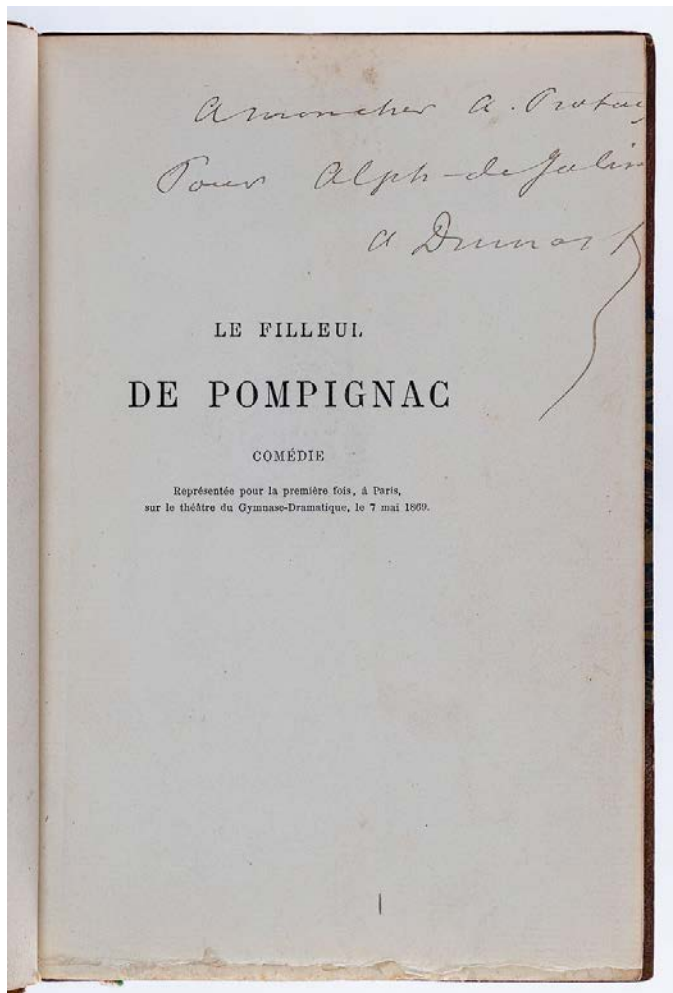 A mon cher A. Protais
Pour Alph-de Jalin
A Dumas f
LE FILLEUL
DE POMPIGNAC
COMÉDIE
Représentée pour la première fois, à Paris,
sur le théâtre du Gymnase-Dramatique, le 7 mai 1869.